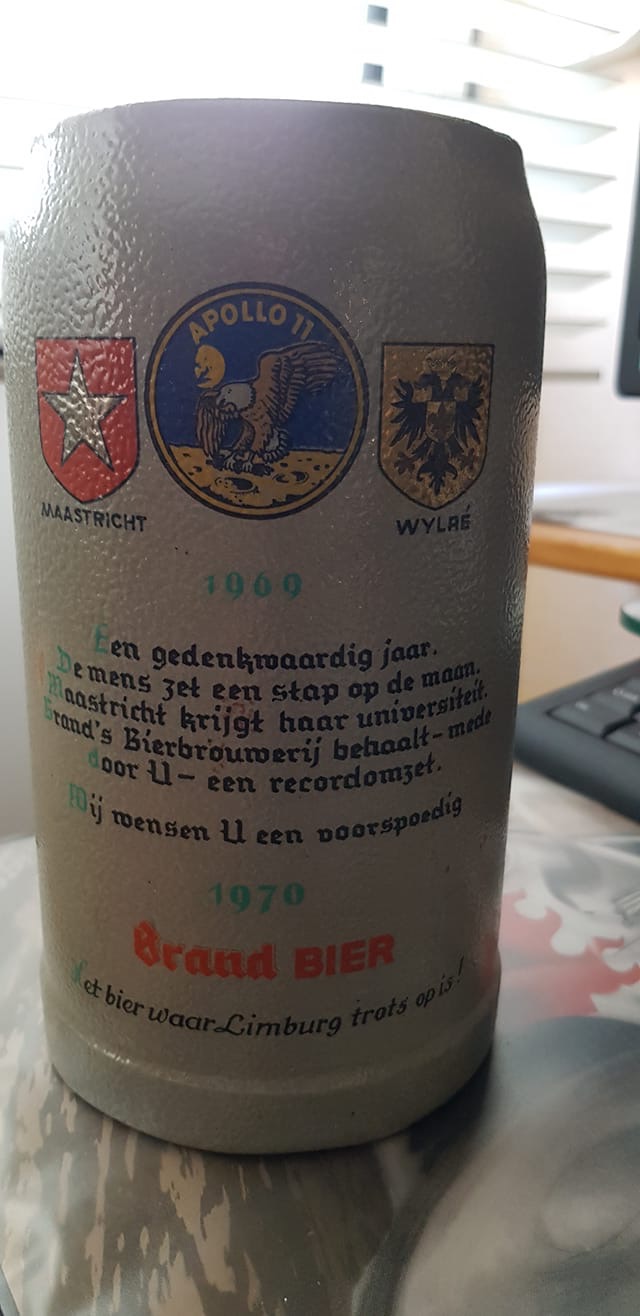 APOLLO 11
MAASTRICHT
WYLRÉ
1969
Een gedenkwaardig jaar.
De mens zet een stap op de maan.
Maastricht krijgt haar universiteit.
Brand's Bierbrouwerij behaalt-mede
door U- een recordomzet.
Wij wensen U een voorspoedig
1970
Brand BIER
Het bier waar Limburg trots op is!